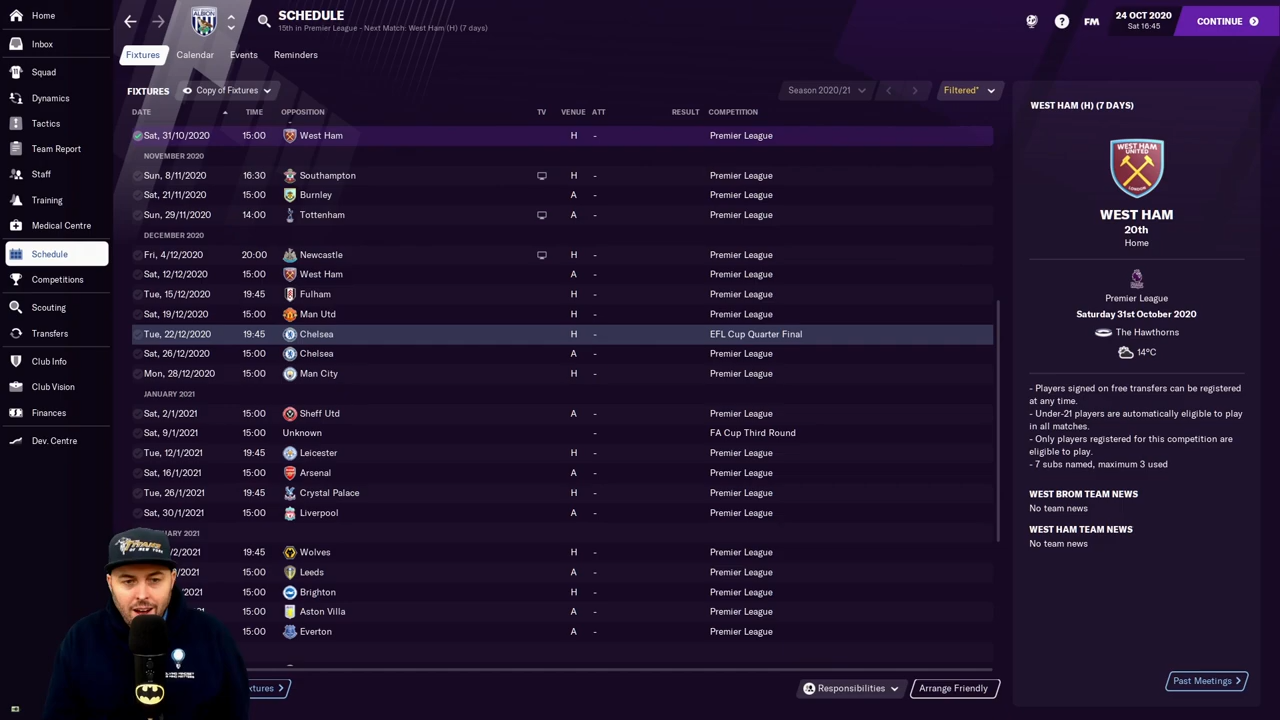 Home
Inbox
Squad
Dynamics
Tactics
Team Report
Staff
Training
Medical Centre
Schedule
Competitions
Scouting
Transfers
Club Info
Club Vision
Finances
Dev. Centre
ALBION
SCHEDULE
15th in Premier League - Next Match: West Ham (H) (7 days)
? FM 24 OCT 2020
Sat 16:45
CONTINUE
Fixtures Calendar Events Reminders
FIXTURES Copy of Fixtures Season 2020/21 Filtered*
DATE TIME OPPOSITION TV VENUE ATT RESULT COMPETITION
Sat, 31/10/2020 15:00 West Ham H - Premier League
NOVEMBER 2020
Sun, 8/11/2020 16:30 Southampton H - Premier League
Sat, 21/11/2020 15:00 Burnley A - Premier League
Sun, 29/11/2020 14:00 Tottenham A - Premier League
DECEMBER 2020
Fri, 4/12/2020 20:00 Newcastle H - Premier League
Sat, 12/12/2020 15:00 West Ham A - Premier League
Tue, 15/12/2020 19:45 Fulham H - Premier League
Sat, 19/12/2020 15:00 Man Utd H - Premier League
Tue, 22/12/2020 19:45 Chelsea H - EFL Cup Quarter Final
Sat, 26/12/2020 15:00 Chelsea A - Premier League
Mon, 28/12/2020 15:00 Man City H - Premier League
JANUARY 2021
Sat, 2/1/2021 15:00 Sheff Utd A - Premier League
Sat, 9/1/2021 15:00 Unknown - FA Cup Third Round
Tue, 12/1/2021 19:45 Leicester H - Premier League
Sat, 16/1/2021 15:00 Arsenal A - Premier League
Tue, 26/1/2021 19:45 Crystal Palace H - Premier League
Sat, 30/1/2021 15:00 Liverpool A - Premier League
2021
/2/2021 19:45 Wolves H - Premier League
/2021 15:00 Leeds A - Premier League
/2021 15:00 Brighton H - Premier League
2021 15:00 Aston Villa A - Premier League
15:00 Everton A - Premier League
Responsibilities Arrange Friendly
WEST HAM (H) (7 DAYS)
WEST HAM
UNITED
LONDON
WEST HAM
20th
Home
Premier League
Saturday 31st October 2020
The Hawthorns
14°C
- Players signed on free transfers can be registered
at any time.
- Under-21 players are automatically eligible to play
in all matches.
- Only players registered for this competition are
eligible to play.
- 7 subs named, maximum 3 used
WEST BROM TEAM NEWS
No team news
WEST HAM TEAM NEWS
No team news
Past Meetings